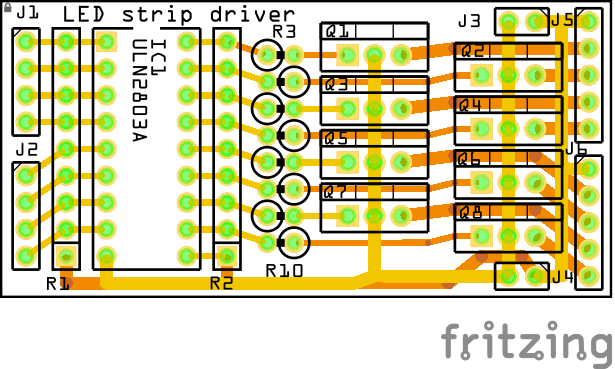 J1 LED strip driver
R3
Q1
J3
J5
Q2
IC1
ULN2803A
Q3
Q4
Q5
J2
J6
Q6
Q7
Q8
R10
J4
R1
R2
fritzing